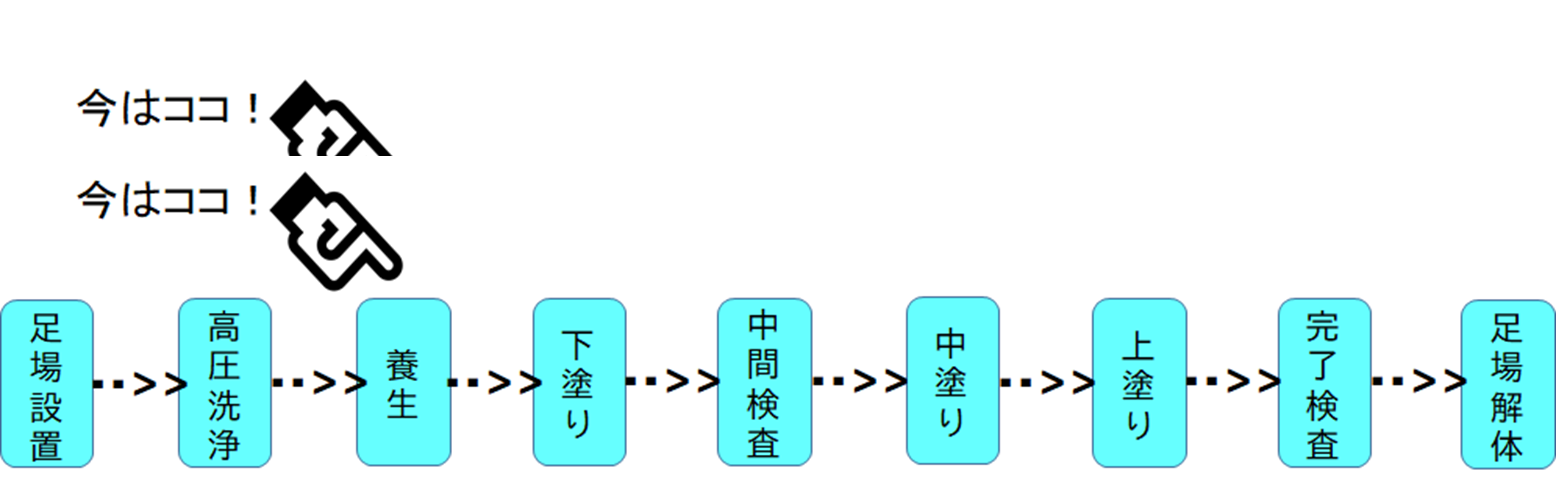 今はココ！
今はココ！
足場設置
高圧洗浄
養生
下塗り
中間検査
中塗り
上塗り
完了検査
足場解体